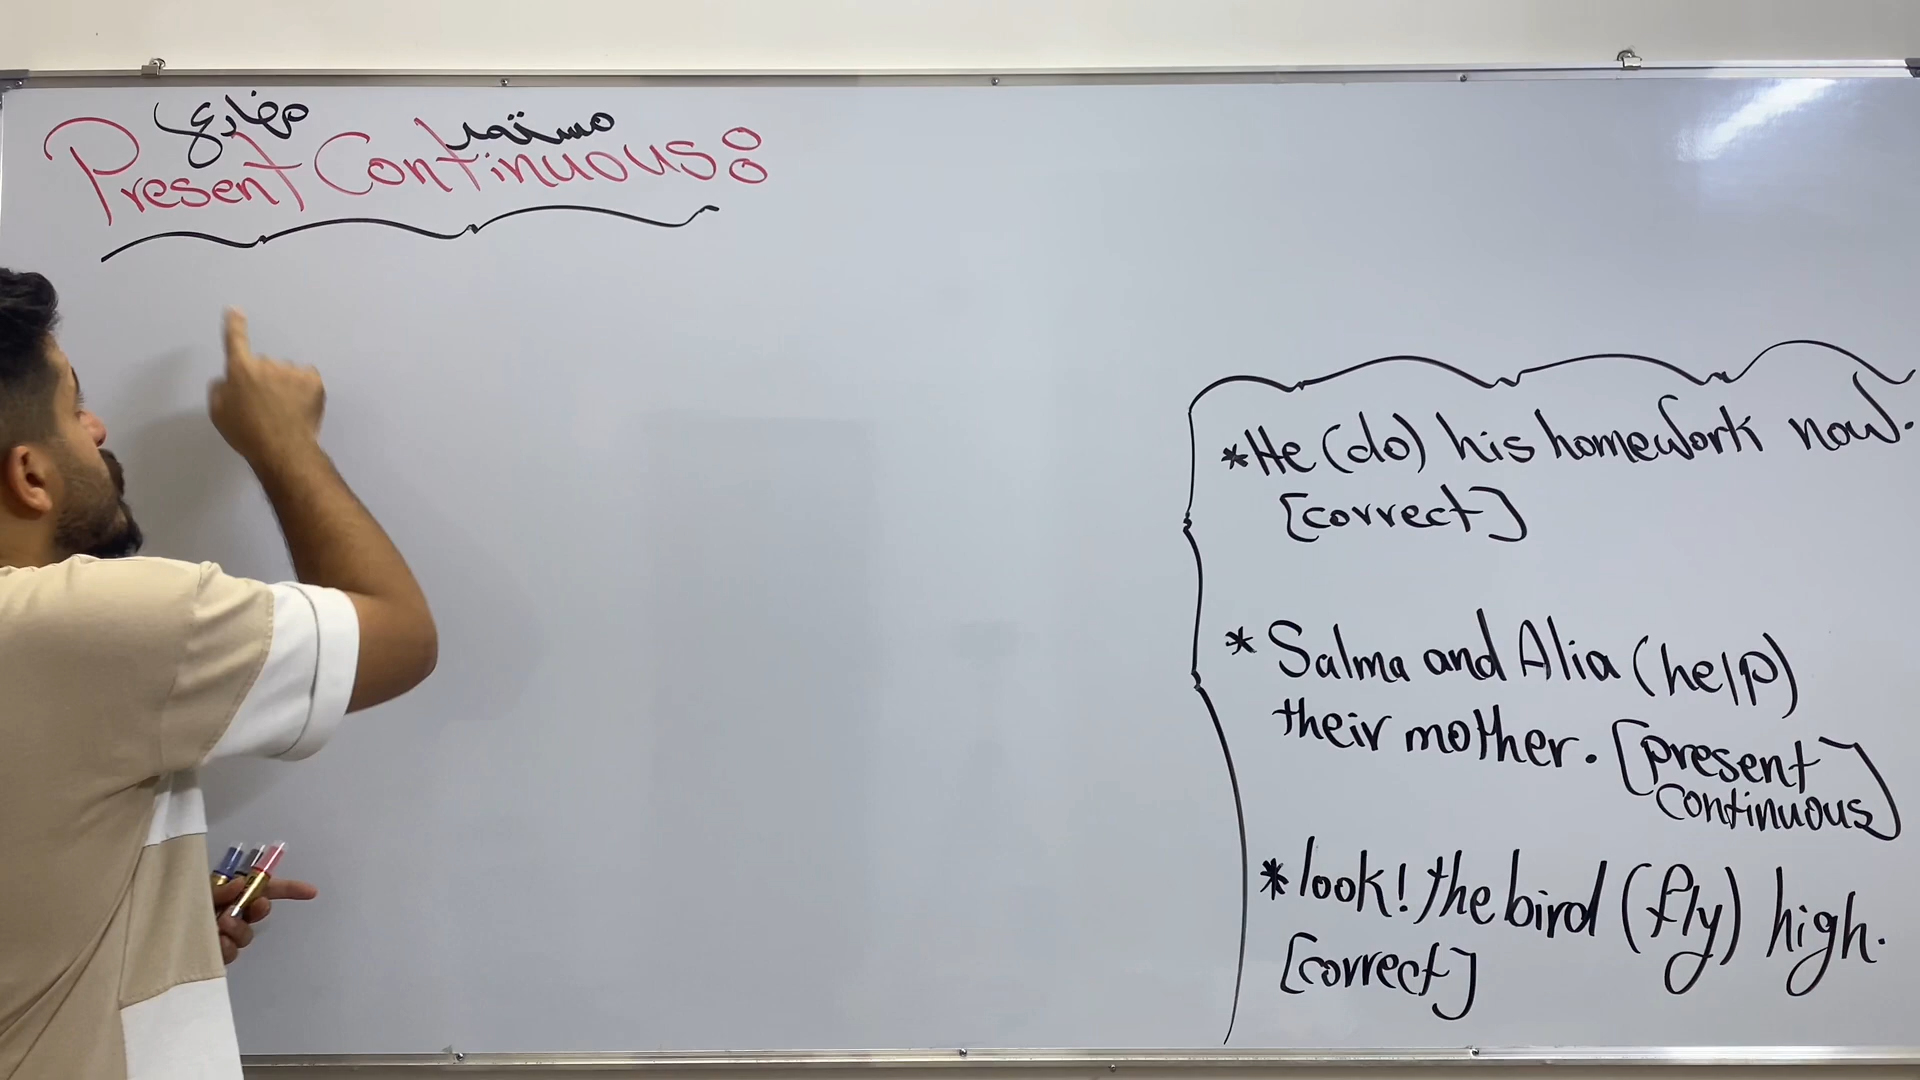 مضارع مستمر
Present Continuous:
*He (do) his homework now.
[correct]
* Salma and Alia (help)
their mother. [present
continuous]
*look! the bird (fly) high.
[correct]